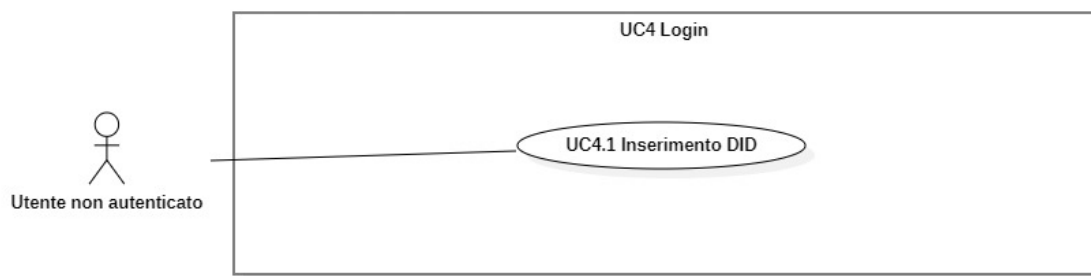 UC4 Login
UC4.1 Inserimento DID
Utente non autenticato